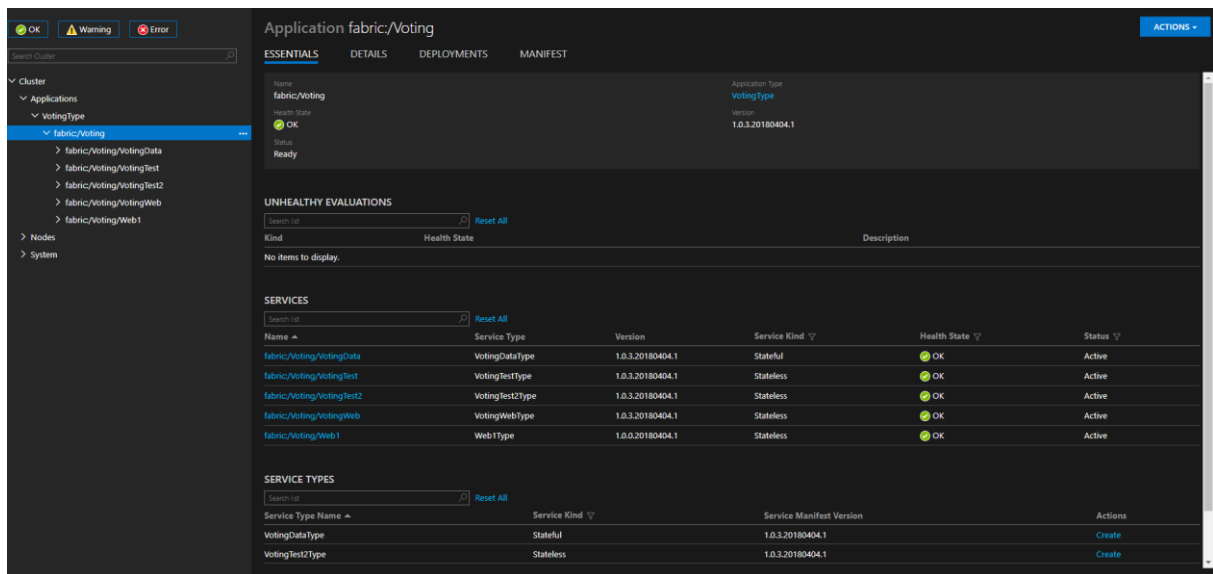 OK Warning Error
Search Cluster
Cluster
Applications
VotingType
fabric:/Voting ...
fabric:/Voting/VotingData
fabric:/Voting/VotingTest
fabric:/Voting/VotingTest2
fabric:/Voting/VotingWeb
fabric:/Voting/Web1
Nodes
System
Application fabric:/Voting
ACTIONS
ESSENTIALS DETAILS DEPLOYMENTS MANIFEST
Name Application Type
fabric:/Voting VotingType
Health State Version
OK 1.0.3.20180404.1
Status
Ready
UNHEALTHY EVALUATIONS
Search list Reset All
Kind Health State Description
No items to display.
SERVICES
Search list Reset All
Name Service Type Version Service Kind Health State Status
fabric:/Voting/VotingData VotingDataType 1.0.3.20180404.1 Stateful OK Active
fabric:/Voting/VotingTest VotingTestType 1.0.3.20180404.1 Stateless OK Active
fabric:/Voting/VotingTest2 VotingTest2Type 1.0.3.20180404.1 Stateless OK Active
fabric:/Voting/VotingWeb VotingWebType 1.0.3.20180404.1 Stateless OK Active
fabric:/Voting/Web1 Web1Type 1.0.0.20180404.1 Stateless OK Active
SERVICE TYPES
Search list Reset All
Service Type Name Service Kind Service Manifest Version Actions
VotingDataType Stateful 1.0.3.20180404.1 Create
VotingTest2Type Stateless 1.0.3.20180404.1 Create